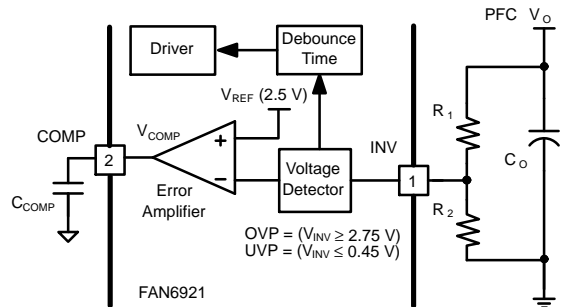 PFC V_O
Driver
Debounce
Time
V_REF (2.5 V)
R_1
COMP
V_COMP
INV
2
+
−
Error
Amplifier
Voltage
Detector
1
C_O
C_COMP
R_2
OVP = (V_INV ≥ 2.75 V)
UVP = (V_INV ≤ 0.45 V)
FAN6921